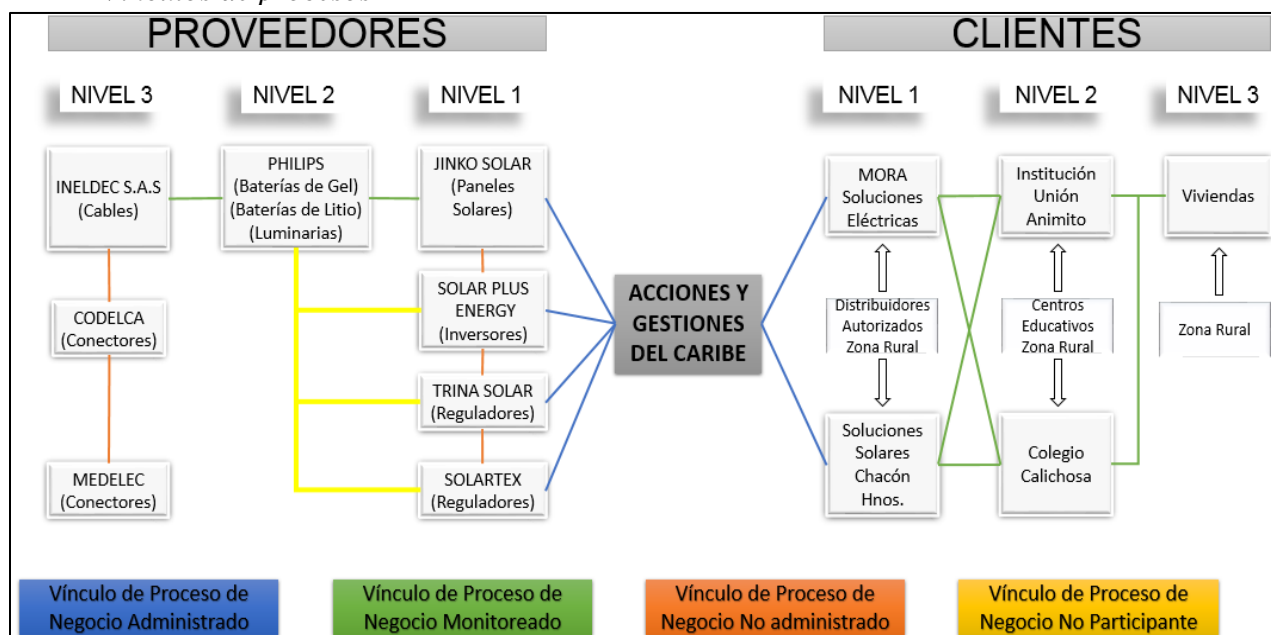 PROVEEDORES
CLIENTES
NIVEL 3
NIVEL 2
NIVEL 1
NIVEL 1
NIVEL 2
NIVEL 3
INELDEC S.A.S
(Cables)
PHILIPS
(Baterías de Gel)
(Baterías de Litio)
(Luminarias)
JINKO SOLAR
(Paneles
Solares)
MORA
Soluciones
Eléctricas
Institución
Unión
Animito
Viviendas
CODELCA
(Conectores)
SOLAR PLUS
ENERGY
(Inversores)
ACCIONES Y
GESTIONES
DEL CARIBE
Distribuidores
Autorizados
Zona Rural
Centros
Educativos
Zona Rural
Zona Rural
TRINA SOLAR
(Reguladores)
MEDELEC
(Conectores)
SOLARTEX
(Reguladores)
Soluciones
Solares
Chacón
Hnos.
Colegio
Calichosa
Vínculo de Proceso de
Negocio Administrado
Vínculo de Proceso de
Negocio Monitoreado
Vínculo de Proceso de
Negocio No administrado
Vínculo de Proceso de
Negocio No Participante